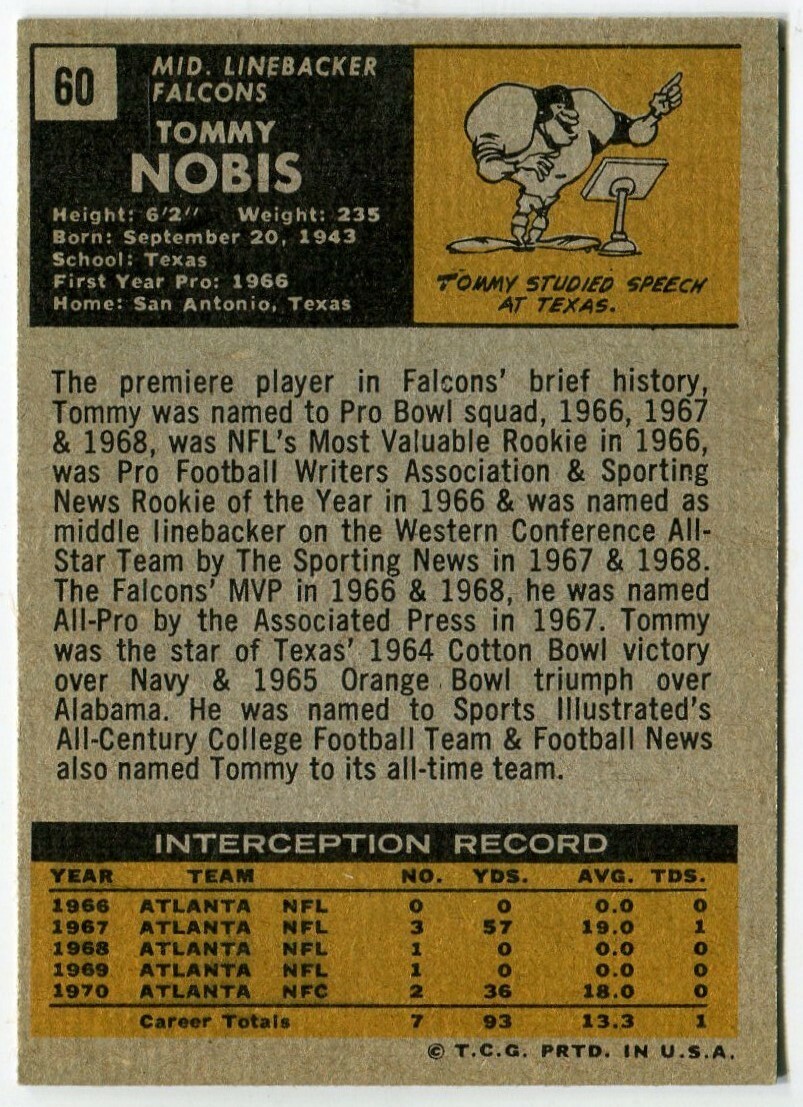 60
MID. LINEBACKER
FALCONS
TOMMY
NOBIS
Height: 6'2" Weight: 235
Born: September 20, 1943
School: Texas
First Year Pro: 1966
Home: San Antonio, Texas
TOMMY STUDIED SPEECH
AT TEXAS.
The premiere player in Falcons' brief history,
Tommy was named to Pro Bowl squad, 1966, 1967
& 1968, was NFL's Most Valuable Rookie in 1966,
was Pro Football Writers Association & Sporting
News Rookie of the Year in 1966 & was named as
middle linebacker on the Western Conference All-
Star Team by The Sporting News in 1967 & 1968.
The Falcons' MVP in 1966 & 1968, he was named
All-Pro by the Associated Press in 1967. Tommy
was the star of Texas' 1964 Cotton Bowl victory
over Navy & 1965 Orange Bowl triumph over
Alabama. He was named to Sports Illustrated's
All-Century College Football Team & Football News
also named Tommy to its all-time team.
INTERCEPTION RECORD
YEAR TEAM NO. YDS. AVG. TDS.
1966 ATLANTA NFL 0 0 0.0 0
1967 ATLANTA NFL 3 57 19.0 1
1968 ATLANTA NFL 1 0 0.0 0
1969 ATLANTA NFL 1 0 0.0 0
1970 ATLANTA NFC 2 36 18.0 0
Career Totals 7 93 13.3 1
© T.C.G. PRTD. IN U.S.A.